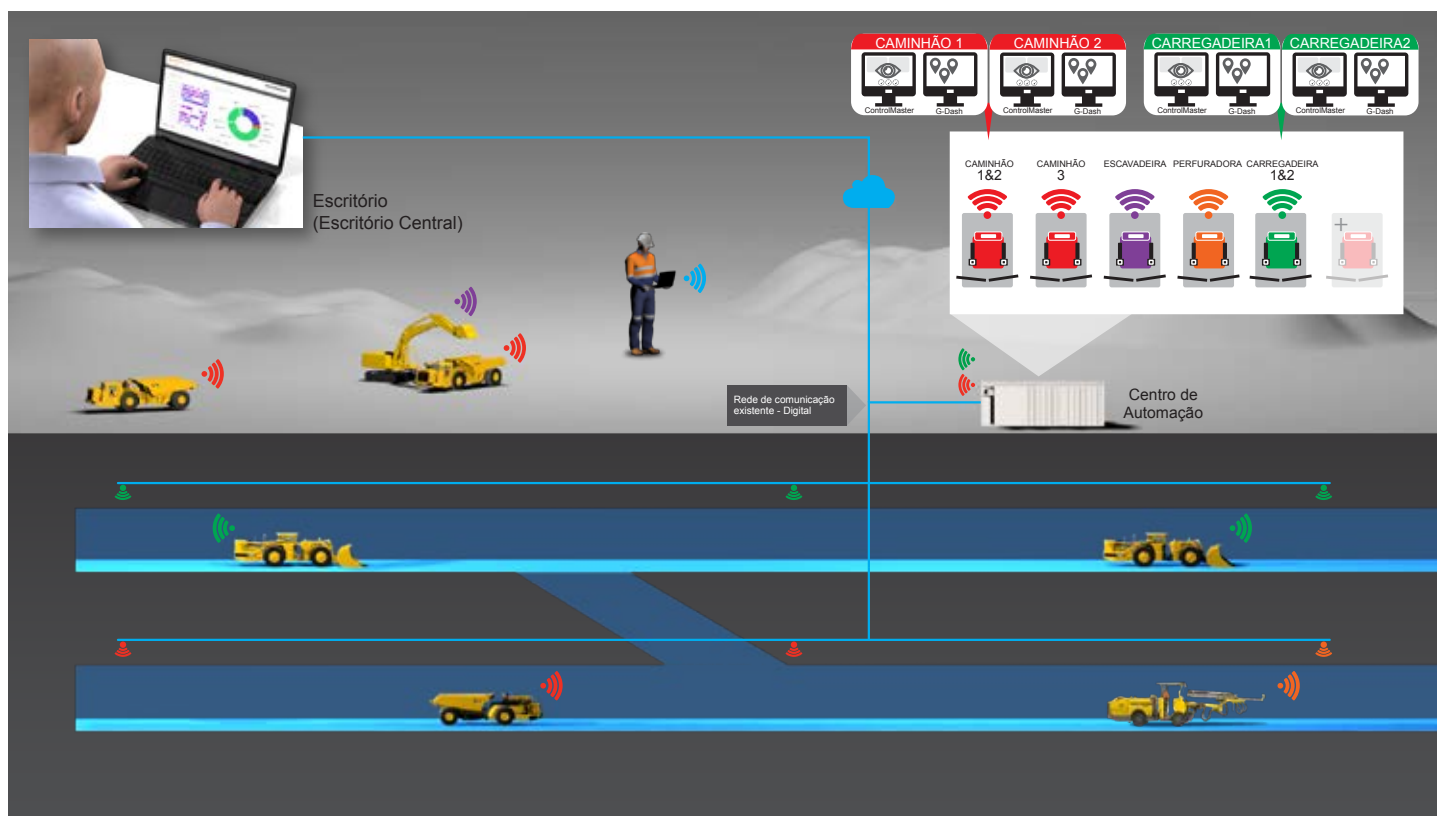 CAMINHÃO 1
CAMINHÃO 2
CARREGADEIRA1
CARREGADEIRA2
ControlMaster
G-Dash
ControlMaster
G-Dash
ControlMaster
G-Dash
ControlMaster
G-Dash
CAMINHÃO
1&2
CAMINHÃO
3
ESCAVADEIRA
PERFURADORA
CARREGADEIRA
1&2
+
Escritório
(Escritório Central)
Rede de comunicação
existente - Digital
Centro de
Automação